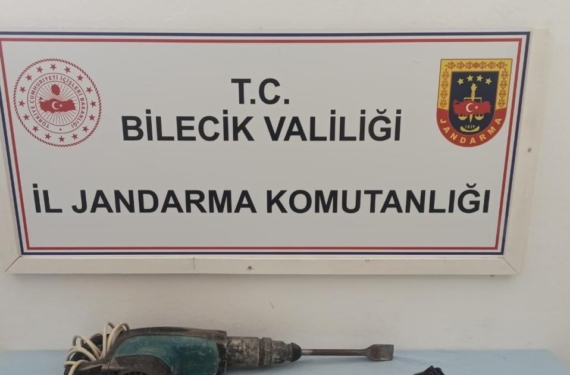 T.C.
BİLECİK VALİLİĞİ
İL JANDARMA KOMUTANLIĞI
JANDARMA